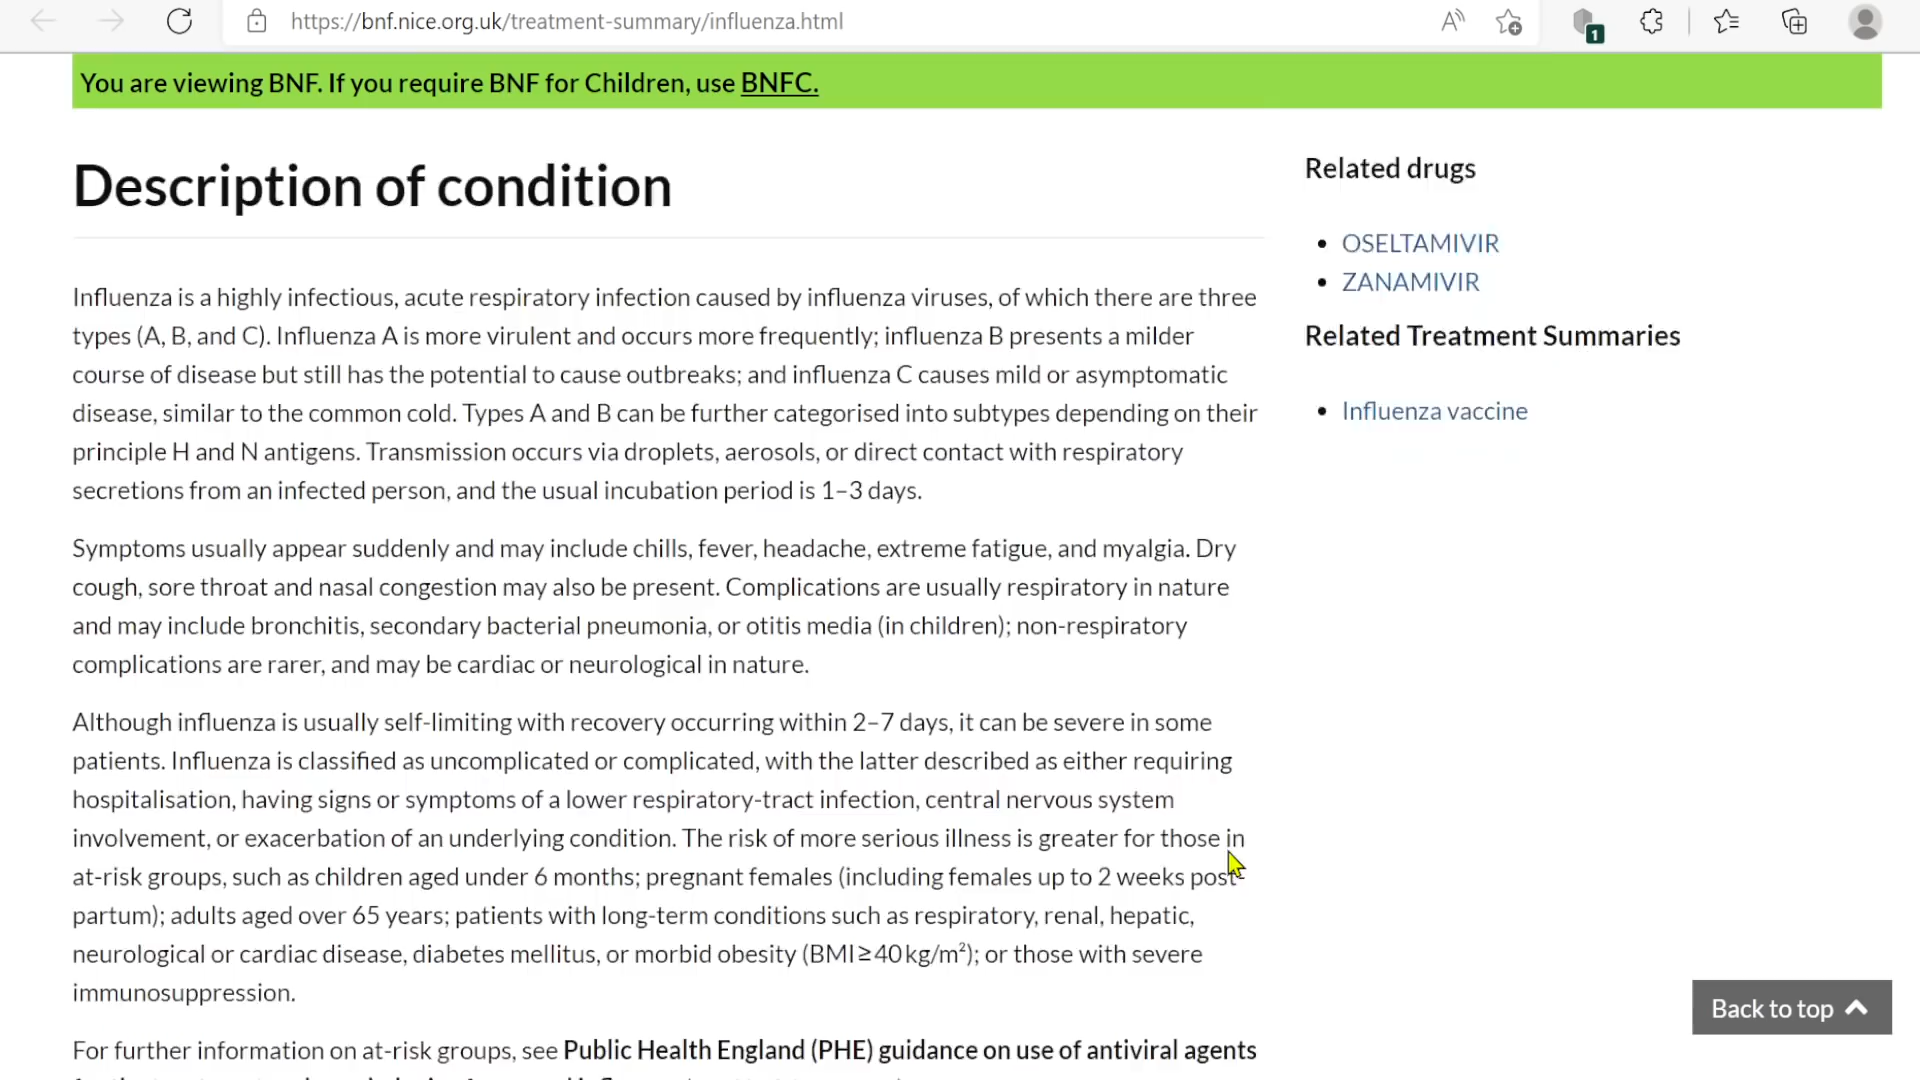 https://bnf.nice.org.uk/treatment-summary/influenza.html
1
You are viewing BNF. If you require BNF for Children, use BNFC.
Description of condition
Influenza is a highly infectious, acute respiratory infection caused by influenza viruses, of which there are three
types (A, B, and C). Influenza A is more virulent and occurs more frequently; influenza B presents a milder
course of disease but still has the potential to cause outbreaks; and influenza C causes mild or asymptomatic
disease, similar to the common cold. Types A and B can be further categorised into subtypes depending on their
principle H and N antigens. Transmission occurs via droplets, aerosols, or direct contact with respiratory
secretions from an infected person, and the usual incubation period is 1–3 days.
Symptoms usually appear suddenly and may include chills, fever, headache, extreme fatigue, and myalgia. Dry
cough, sore throat and nasal congestion may also be present. Complications are usually respiratory in nature
and may include bronchitis, secondary bacterial pneumonia, or otitis media (in children); non-respiratory
complications are rarer, and may be cardiac or neurological in nature.
Although influenza is usually self-limiting with recovery occurring within 2–7 days, it can be severe in some
patients. Influenza is classified as uncomplicated or complicated, with the latter described as either requiring
hospitalisation, having signs or symptoms of a lower respiratory-tract infection, central nervous system
involvement, or exacerbation of an underlying condition. The risk of more serious illness is greater for those in
at-risk groups, such as children aged under 6 months; pregnant females (including females up to 2 weeks post-
partum); adults aged over 65 years; patients with long-term conditions such as respiratory, renal, hepatic,
neurological or cardiac disease, diabetes mellitus, or morbid obesity (BMI ≥ 40 kg/m²); or those with severe
immunosuppression.
For further information on at-risk groups, see Public Health England (PHE) guidance on use of antiviral agents
Related drugs
• OSELTAMIVIR
• ZANAMIVIR
Related Treatment Summaries
• Influenza vaccine
Back to top